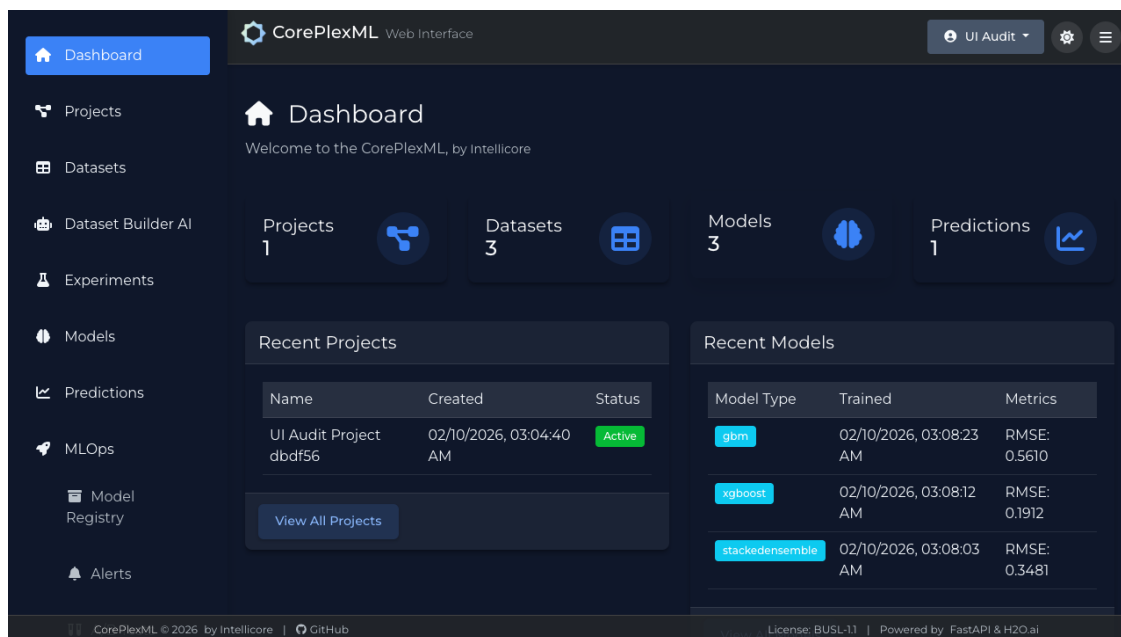 CorePlexML Web Interface
UI Audit
Dashboard
Projects
Datasets
Dataset Builder AI
Experiments
Models
Predictions
MLOps
Model
Registry
Alerts
Dashboard
Welcome to the CorePlexML, by Intellicore
Projects
1
Datasets
3
Models
3
Predictions
1
Recent Projects
Name Created Status
UI Audit Project 02/10/2026, 03:04:40 Active
dbdf56 AM
View All Projects
Recent Models
Model Type Trained Metrics
gbm 02/10/2026, 03:08:23 RMSE:
AM 0.5610
xgboost 02/10/2026, 03:08:12 RMSE:
AM 0.1912
stackedensemble 02/10/2026, 03:08:03 RMSE:
AM 0.3481
CorePlexML © 2026 by Intellicore | GitHub
License: BUSL-1.1 | Powered by FastAPI & H2O.ai